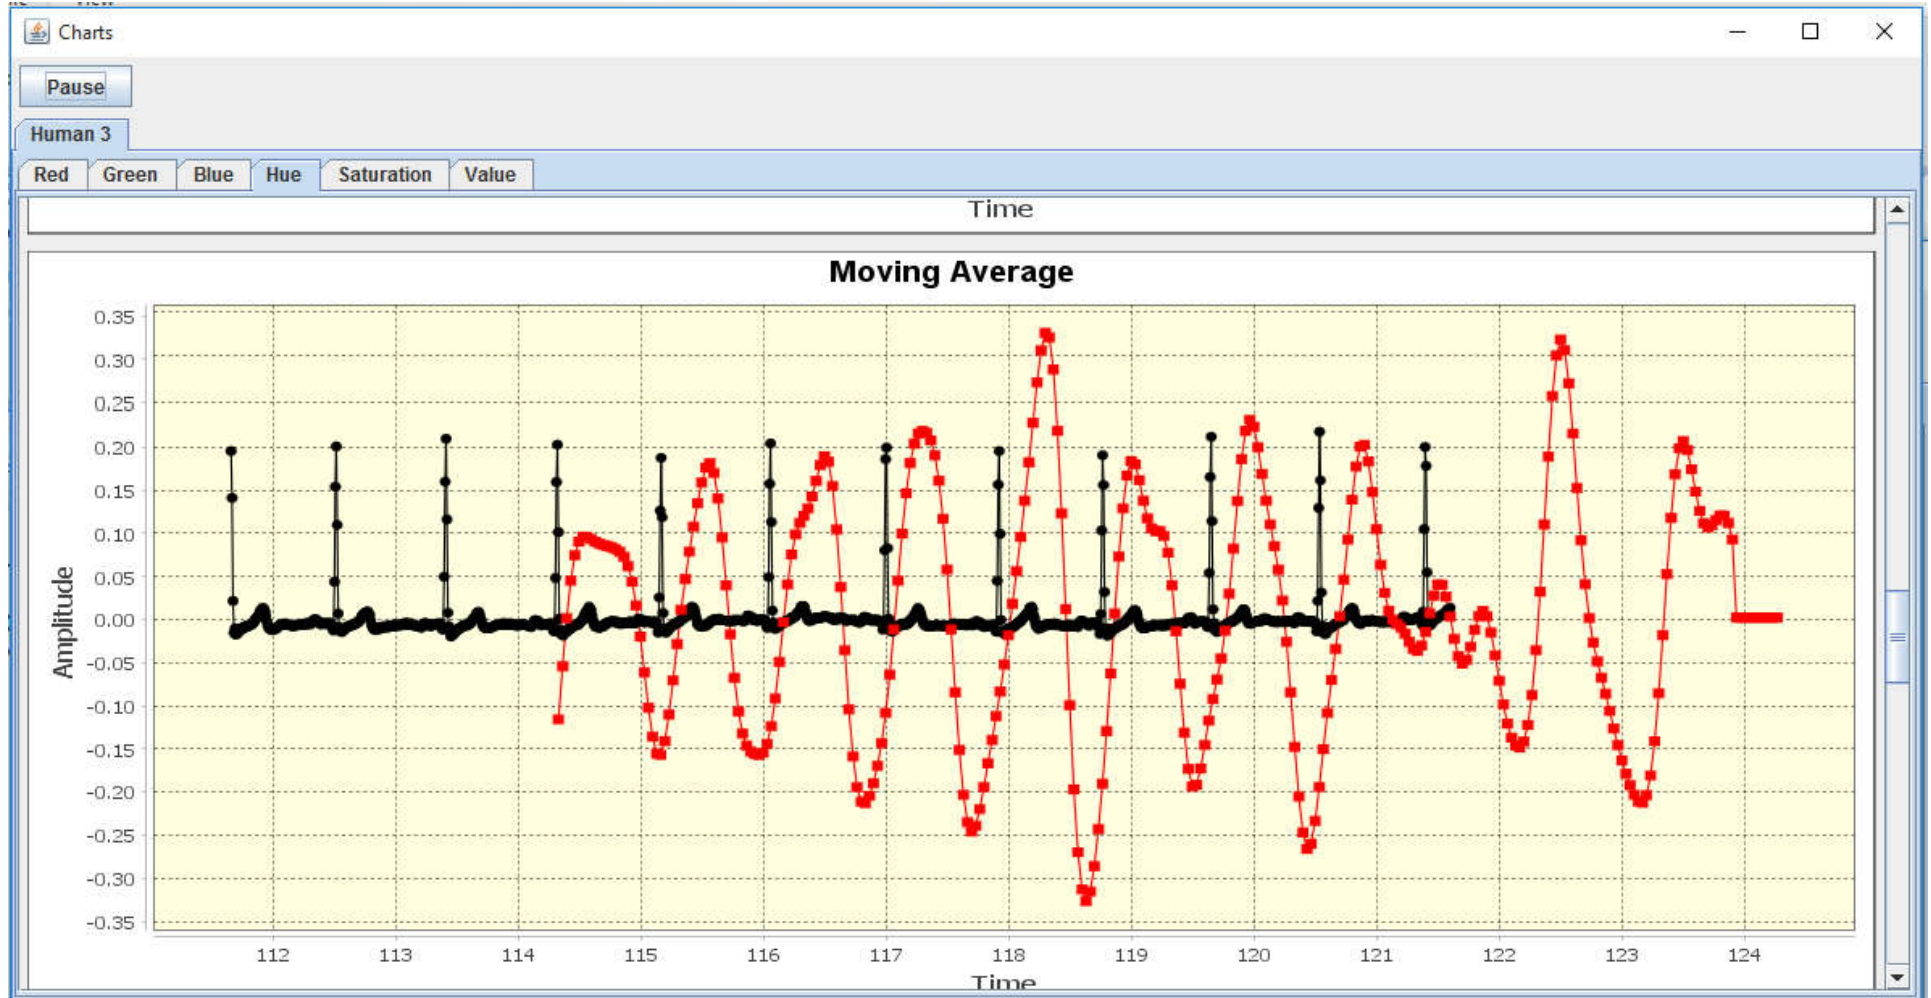 Charts
Pause
Human 3
Red Green Blue Hue Saturation Value
Time
Moving Average
0.35
0.30
0.25
0.20
0.15
0.10
0.05
0.00
-0.05
-0.10
-0.15
-0.20
-0.25
-0.30
-0.35
Amplitude
112 113 114 115 116 117 118 119 120 121 122 123 124
Time